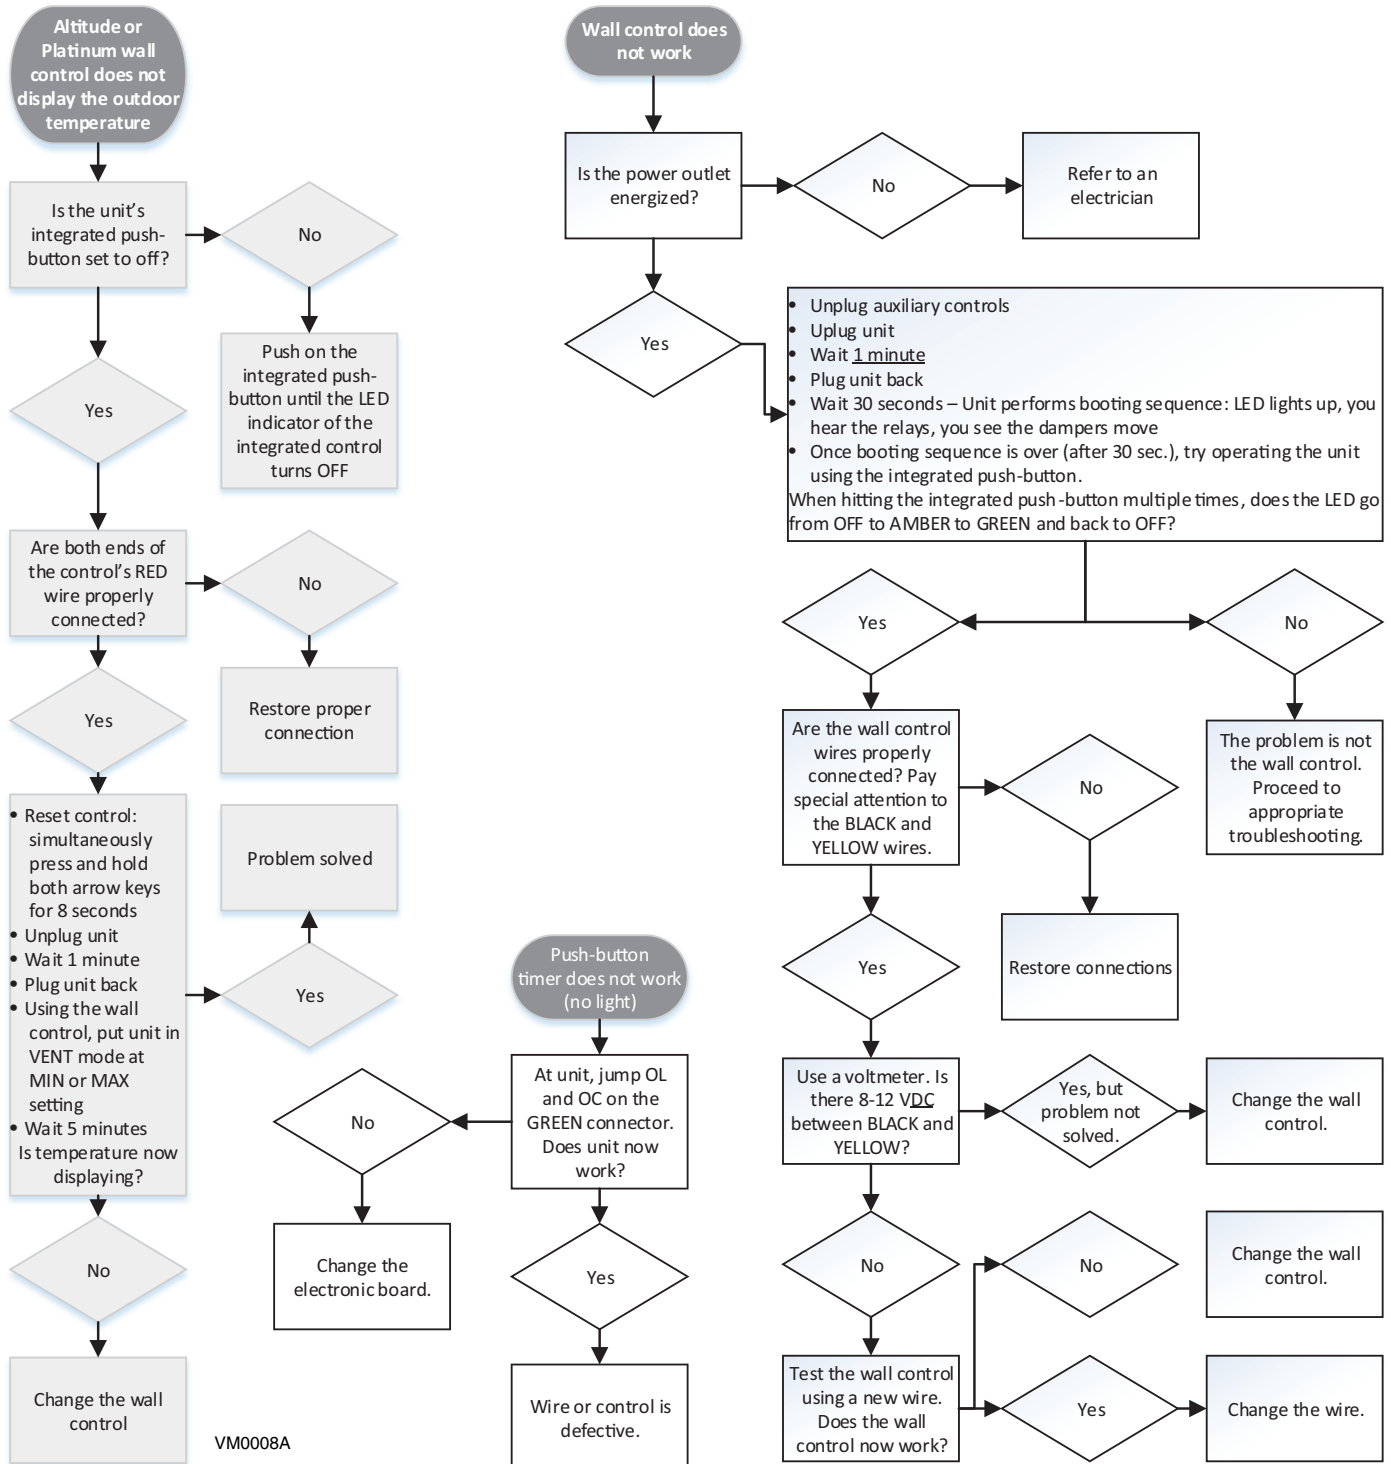 Altitude or
Platinum wall
control does not
display the outdoor
temperature
Is the unit's
integrated push-
button set to off?
No
Push on the
integrated push-
button until the LED
indicator of the
integrated control
turns OFF
Yes
Are both ends of
the control's RED
wire properly
connected?
No
Restore proper
connection
Yes
• Reset control:
simultaneously
press and hold
both arrow keys
for 8 seconds
• Unplug unit
• Wait 1 minute
• Plug unit back
• Using the wall
control, put unit in
VENT mode at
MIN or MAX
setting
• Wait 5 minutes
Is temperature now
displaying?
Yes
Problem solved
No
Change the wall
control
VM0008A
Push-button
timer does not work
(no light)
At unit, jump OL
and OC on the
GREEN connector.
Does unit now
work?
No
Change the
electronic board.
Yes
Wire or control is
defective.
Wall control does
not work
Is the power outlet
energized?
No
Refer to an
electrician
Yes
• Unplug auxiliary controls
• Uplug unit
• Wait 1 minute
• Plug unit back
• Wait 30 seconds – Unit performs booting sequence: LED lights up, you
hear the relays, you see the dampers move
• Once booting sequence is over (after 30 sec.), try operating the unit
using the integrated push-button.
When hitting the integrated push-button multiple times, does the LED go
from OFF to AMBER to GREEN and back to OFF?
Yes
No
The problem is not
the wall control.
Proceed to
appropriate
troubleshooting.
Are the wall control
wires properly
connected? Pay
special attention to
the BLACK and
YELLOW wires.
No
Restore connections
Yes
Use a voltmeter. Is
there 8-12 VDC
between BLACK and
YELLOW?
Yes, but
problem not
solved.
Change the wall
control.
No
Test the wall control
using a new wire.
Does the wall
control now work?
No
Change the wall
control.
Yes
Change the wire.